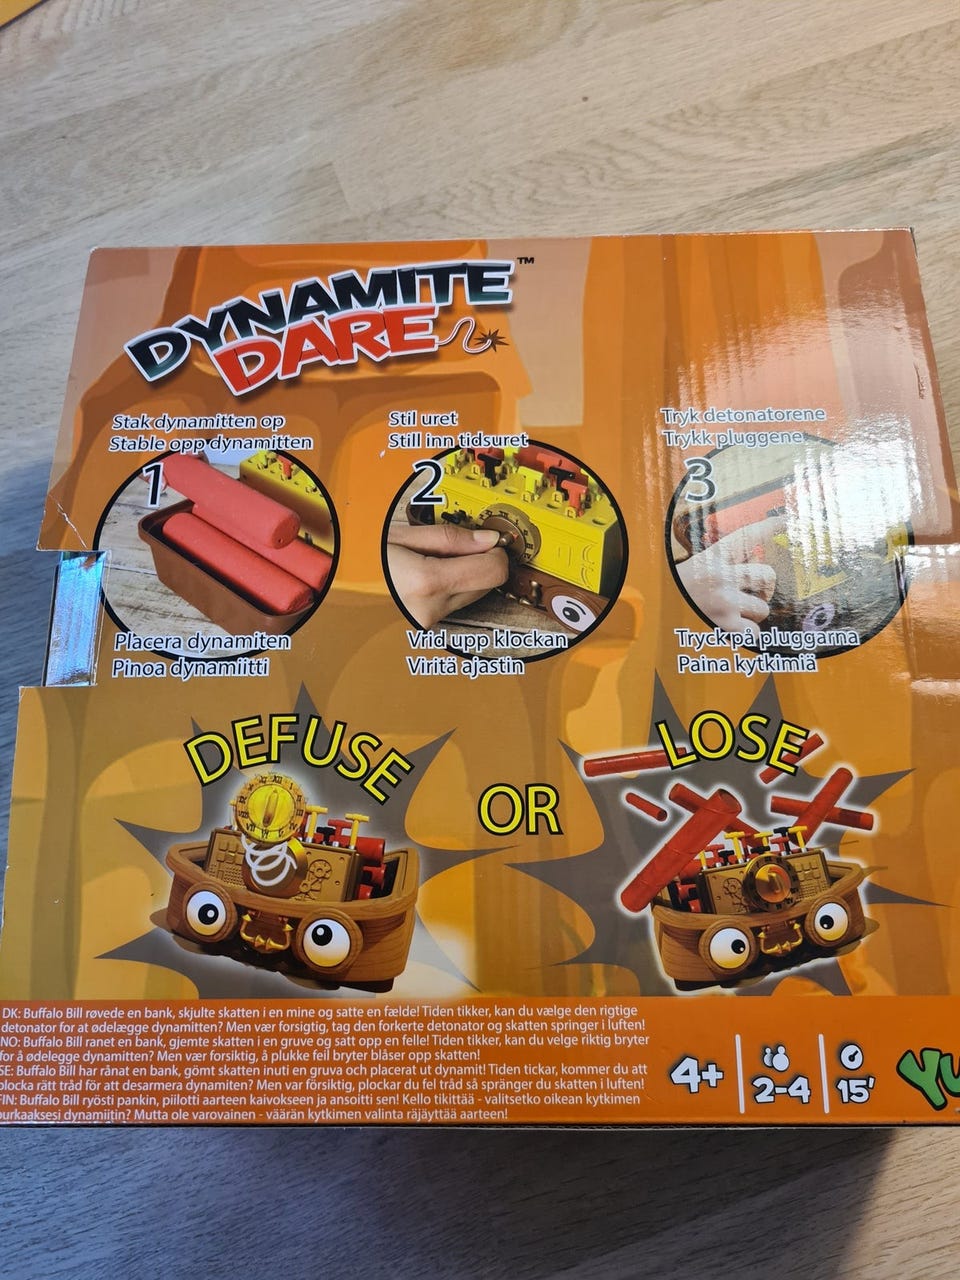 DYNAMITE
DARE™
Stak dynamitten op
Stable opp dynamitten
1
Placera dynamiten
Pinoa dynamiitti
Stil uret
Still inn tidsuret
2
Vrid upp klockan
Viritä ajastin
Tryk detonatorene
Trykk pluggene
3
Tryck på pluggarna
Paina kytkimiä
DEFUSE
OR
LOSE
DK: Buffalo Bill røvede en bank, skjulte skatten i en mine og satte en fælde! Tiden tikker, kan du vælge den rigtige
detonator for at ødelægge dynamitten? Men vær forsigtig, tag den forkerte detonator og skatten springer i luften!
NO: Buffalo Bill ranet en bank, gjemte skatten i en gruve og satt opp en felle! Tiden tikker, kan du velge riktig bryter
for å ødelegge dynamitten? Men vær forsiktig, å plukke feil bryter blåser opp skatten!
SE: Buffalo Bill har rånat en bank, gömt skatten inuti en gruva och placerat ut dynamit! Tiden tickar, kommer du att
plocka rätt tråd för att desarmera dynamiten? Men var försiktig, plockar du fel tråd så spränger du skatten i luften!
FIN: Buffalo Bill ryösti pankin, piilotti aarteen kaivokseen ja ansoitti sen! Kello tikittää - valitsetko oikean kytkimen
purkaaksesi dynamiitin? Mutta ole varovainen - väärän kytkimen valinta räjäyttää aarteen!
4+
2-4
15'
YU